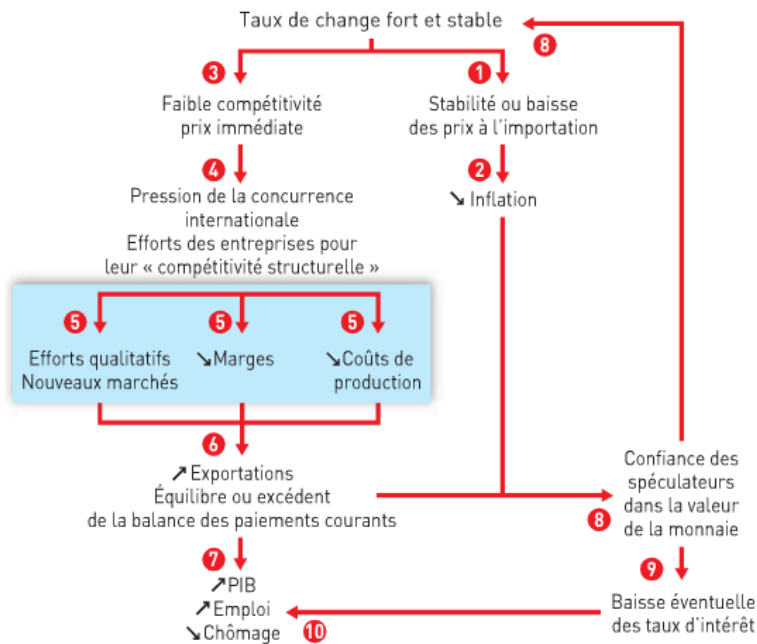 Taux de change fort et stable
8
3
1
Faible compétitivité
prix immédiate
Stabilité ou baisse
des prix à l'importation
4
2
Pression de la concurrence
internationale
Efforts des entreprises pour
leur « compétitivité structurelle »
↘ Inflation
5
5
5
Efforts qualitatifs
Nouveaux marchés
↘Marges
↘Coûts de
production
6
↗ Exportations
Équilibre ou excédent
de la balance des paiements courants
8
Confiance des
spéculateurs
dans la valeur
de la monnaie
7
9
↗PIB
↗Emploi
↘Chômage
10
Baisse éventuelle
des taux d'intérêt